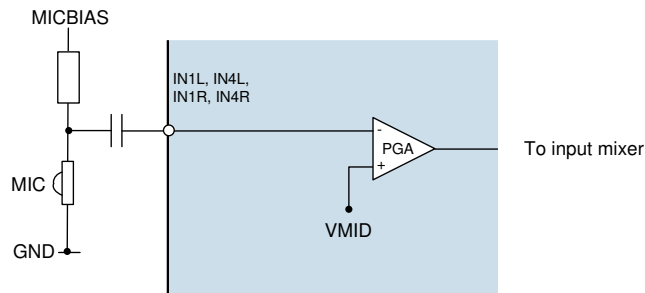 MICBIAS
IN1L, IN4L,
IN1R, IN4R
-
PGA
+
To input mixer
MIC
VMID
GND